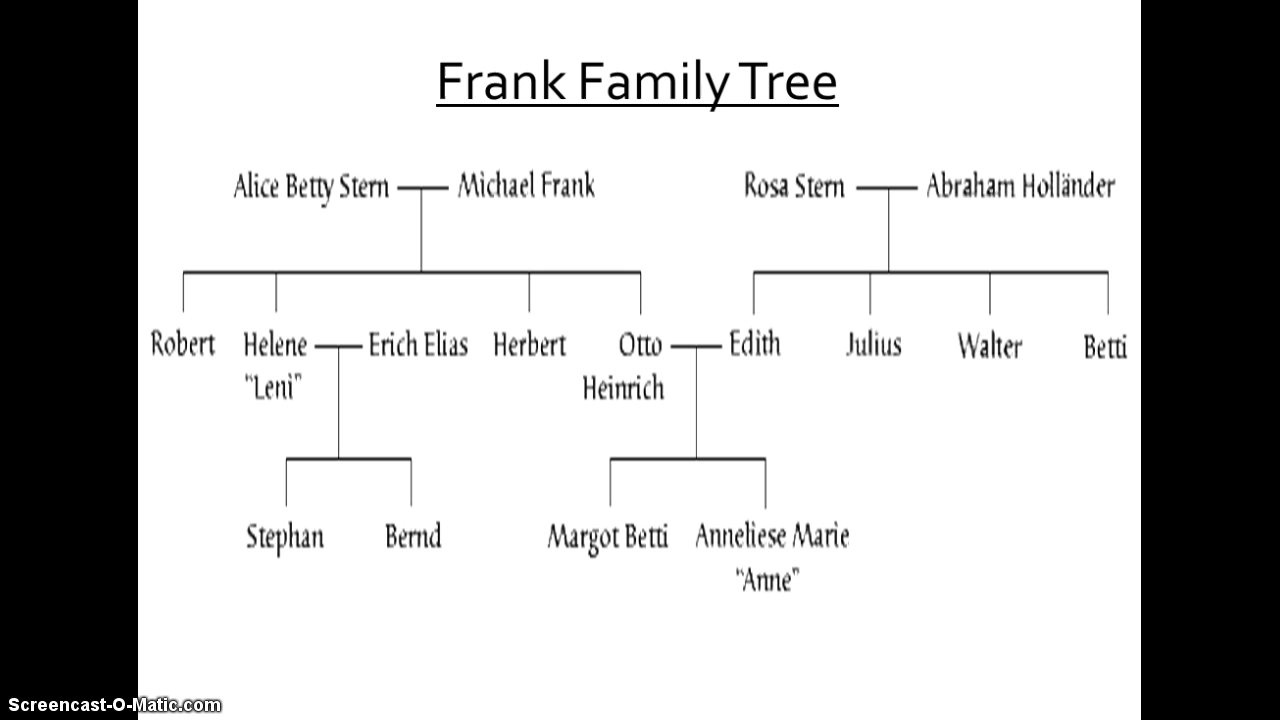 Frank Family Tree
Alice Betty Stern Michael Frank Rosa Stern Abraham Holländer
Robert Helene Erich Elias Herbert Otto Edith Julius Walter Betti
"Leni" Heinrich
Stephan Bernd Margot Betti Anneliese Marie
"Anne"
Screencast-O-Matic.com